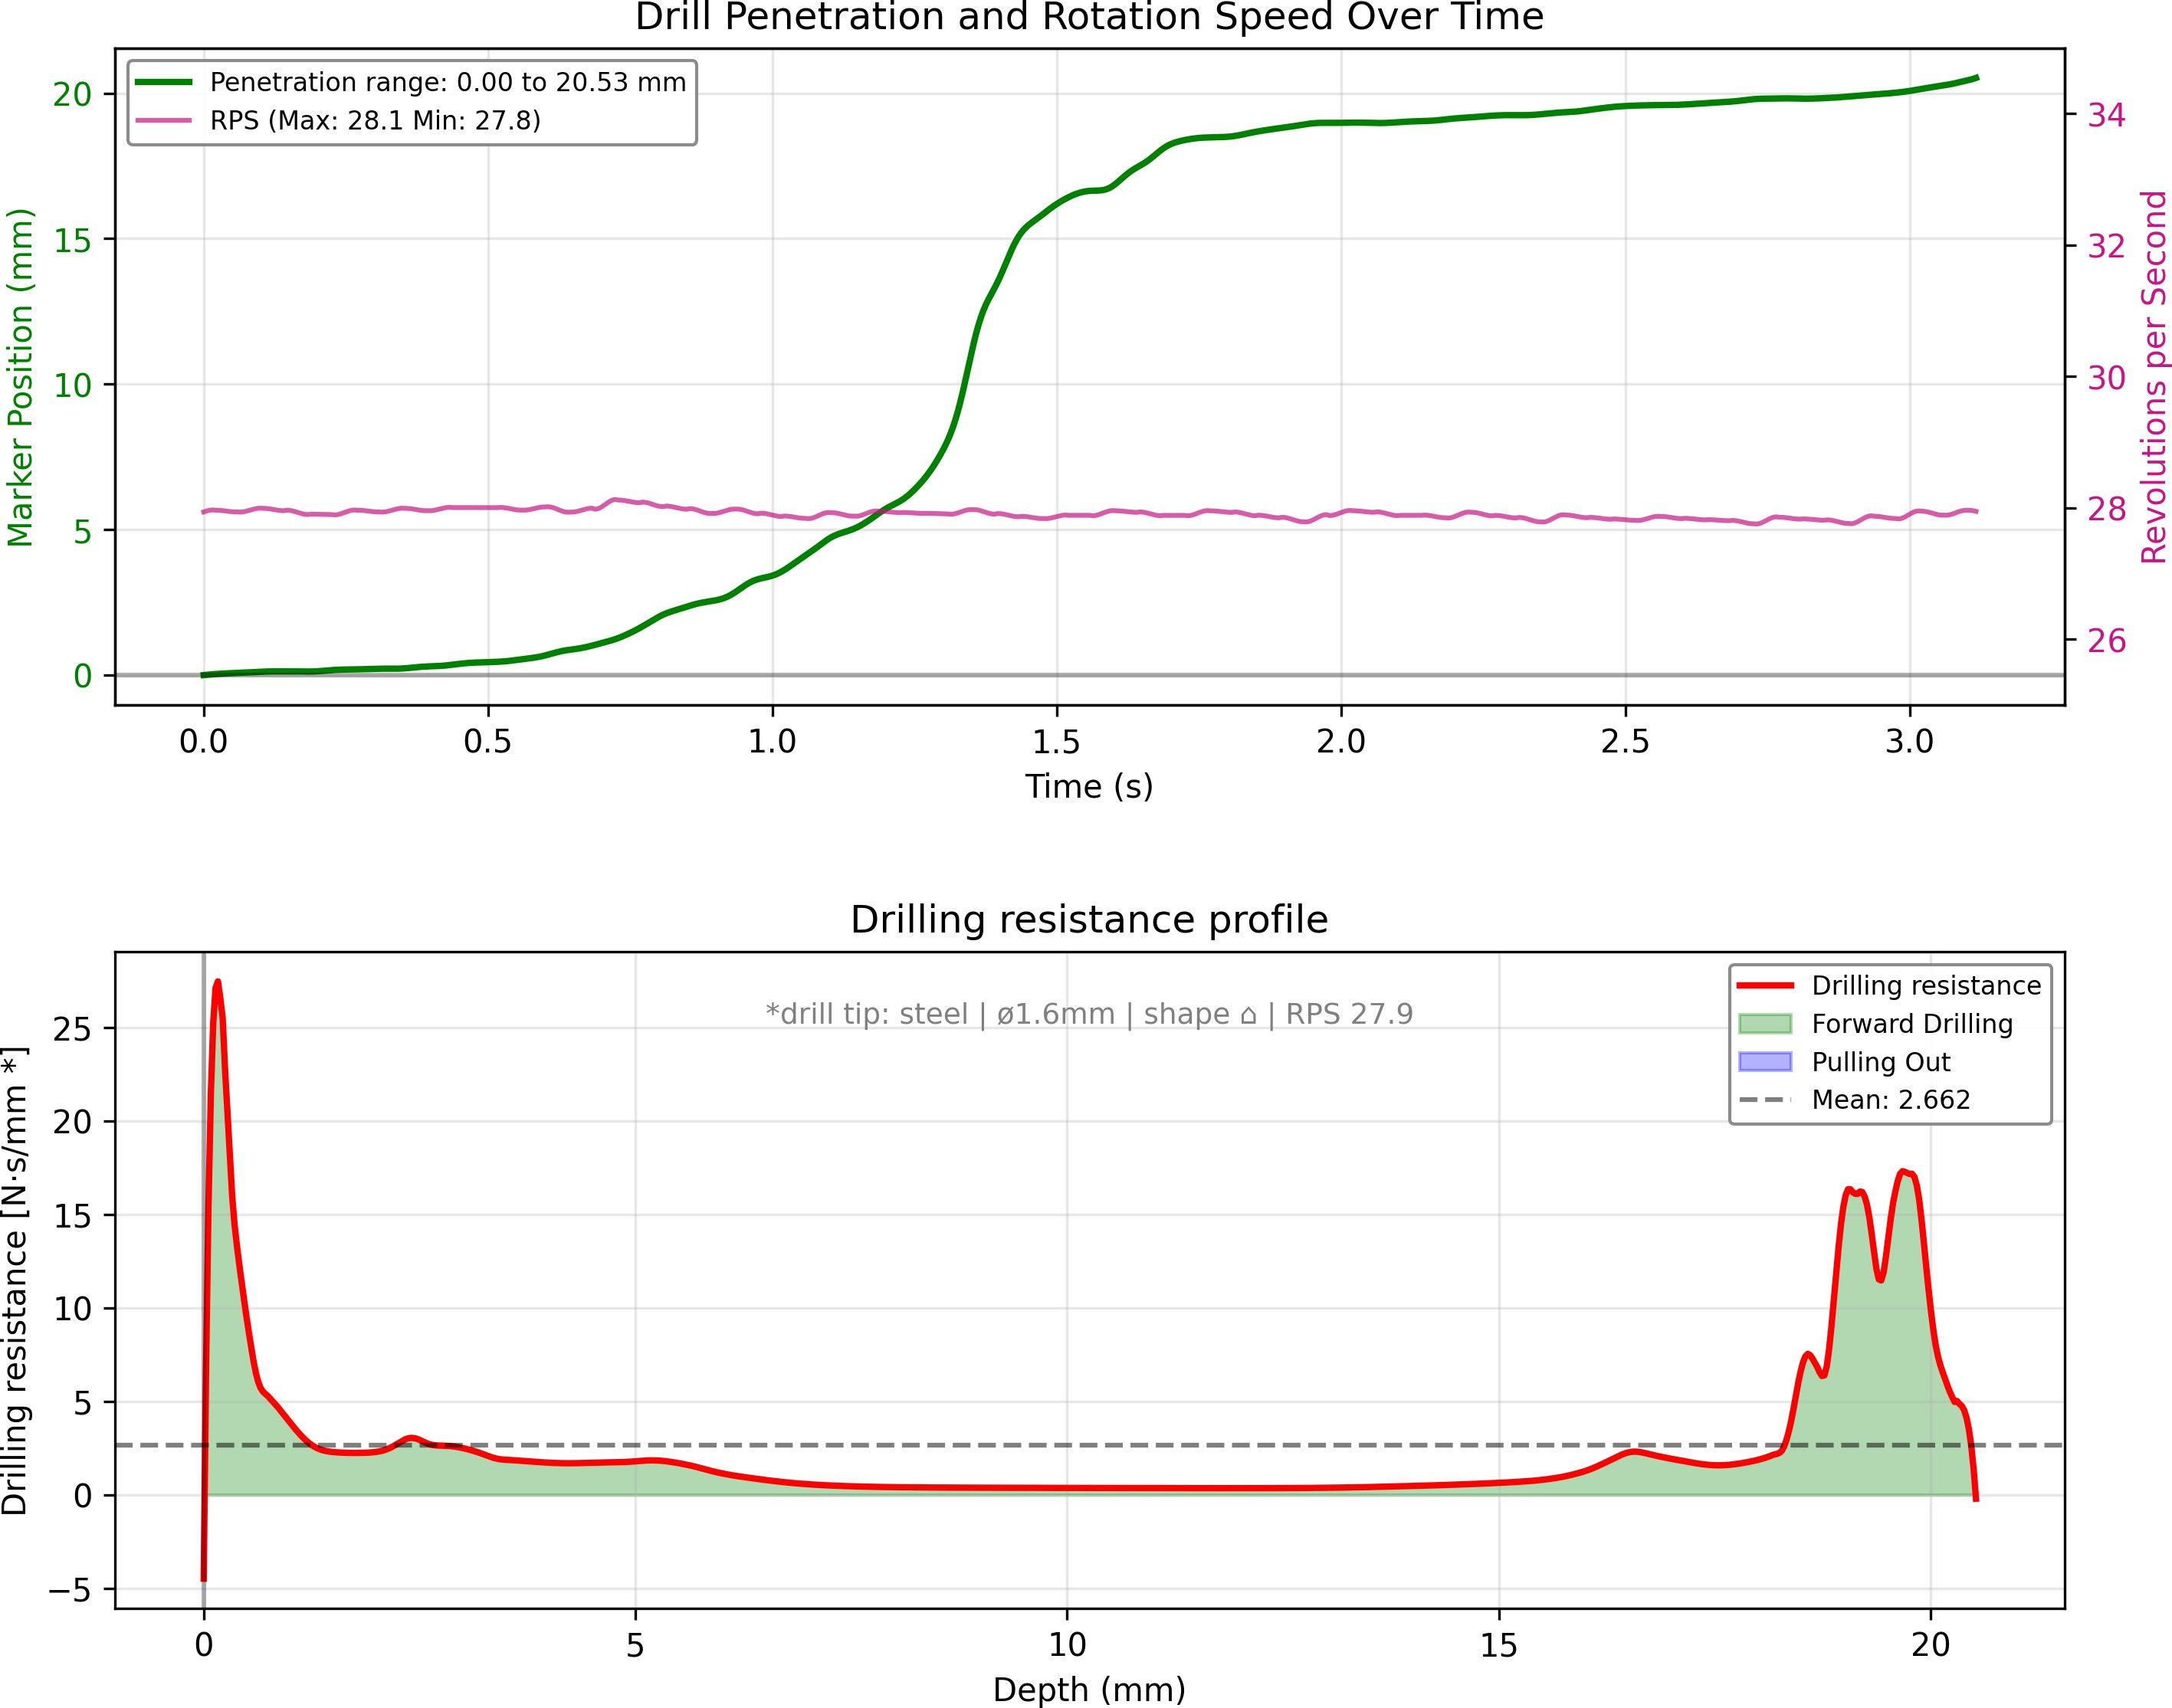 Drill Penetration and Rotation Speed Over Time
Penetration range: 0.00 to 20.53 mm
RPS (Max: 28.1 Min: 27.8)
Marker Position (mm)
20
15
10
5
0
34
32
30
28
26
Revolutions per Second
0.0 0.5 1.0 1.5 2.0 2.5 3.0
Time (s)
Drilling resistance profile
*drill tip: steel | ø1.6mm | shape ⌂ | RPS 27.9
Drilling resistance
Forward Drilling
Pulling Out
Mean: 2.662
Drilling resistance [N·s/mm *]
25
20
15
10
5
0
−5
0 5 10 15 20
Depth (mm)